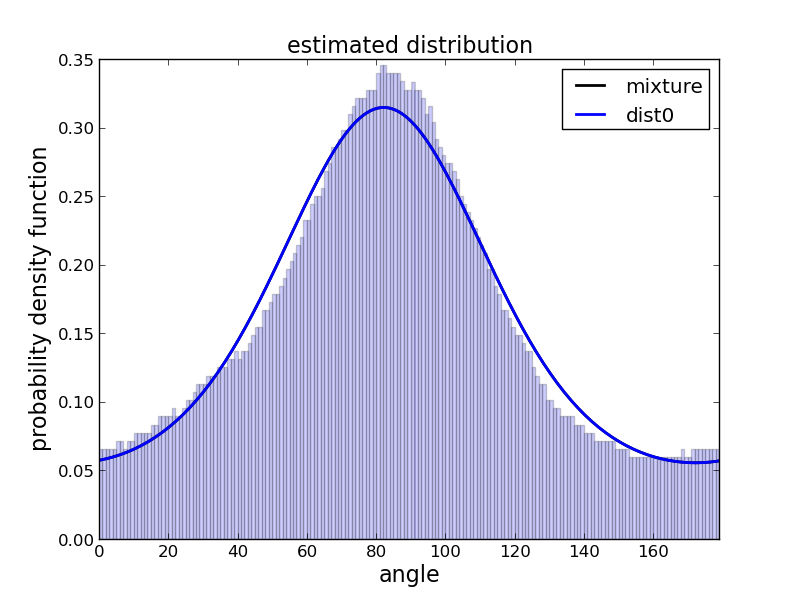 estimated distribution
mixture
dist0
probability density function
0.35
0.30
0.25
0.20
0.15
0.10
0.05
0.00
0 20 40 60 80 100 120 140 160
angle